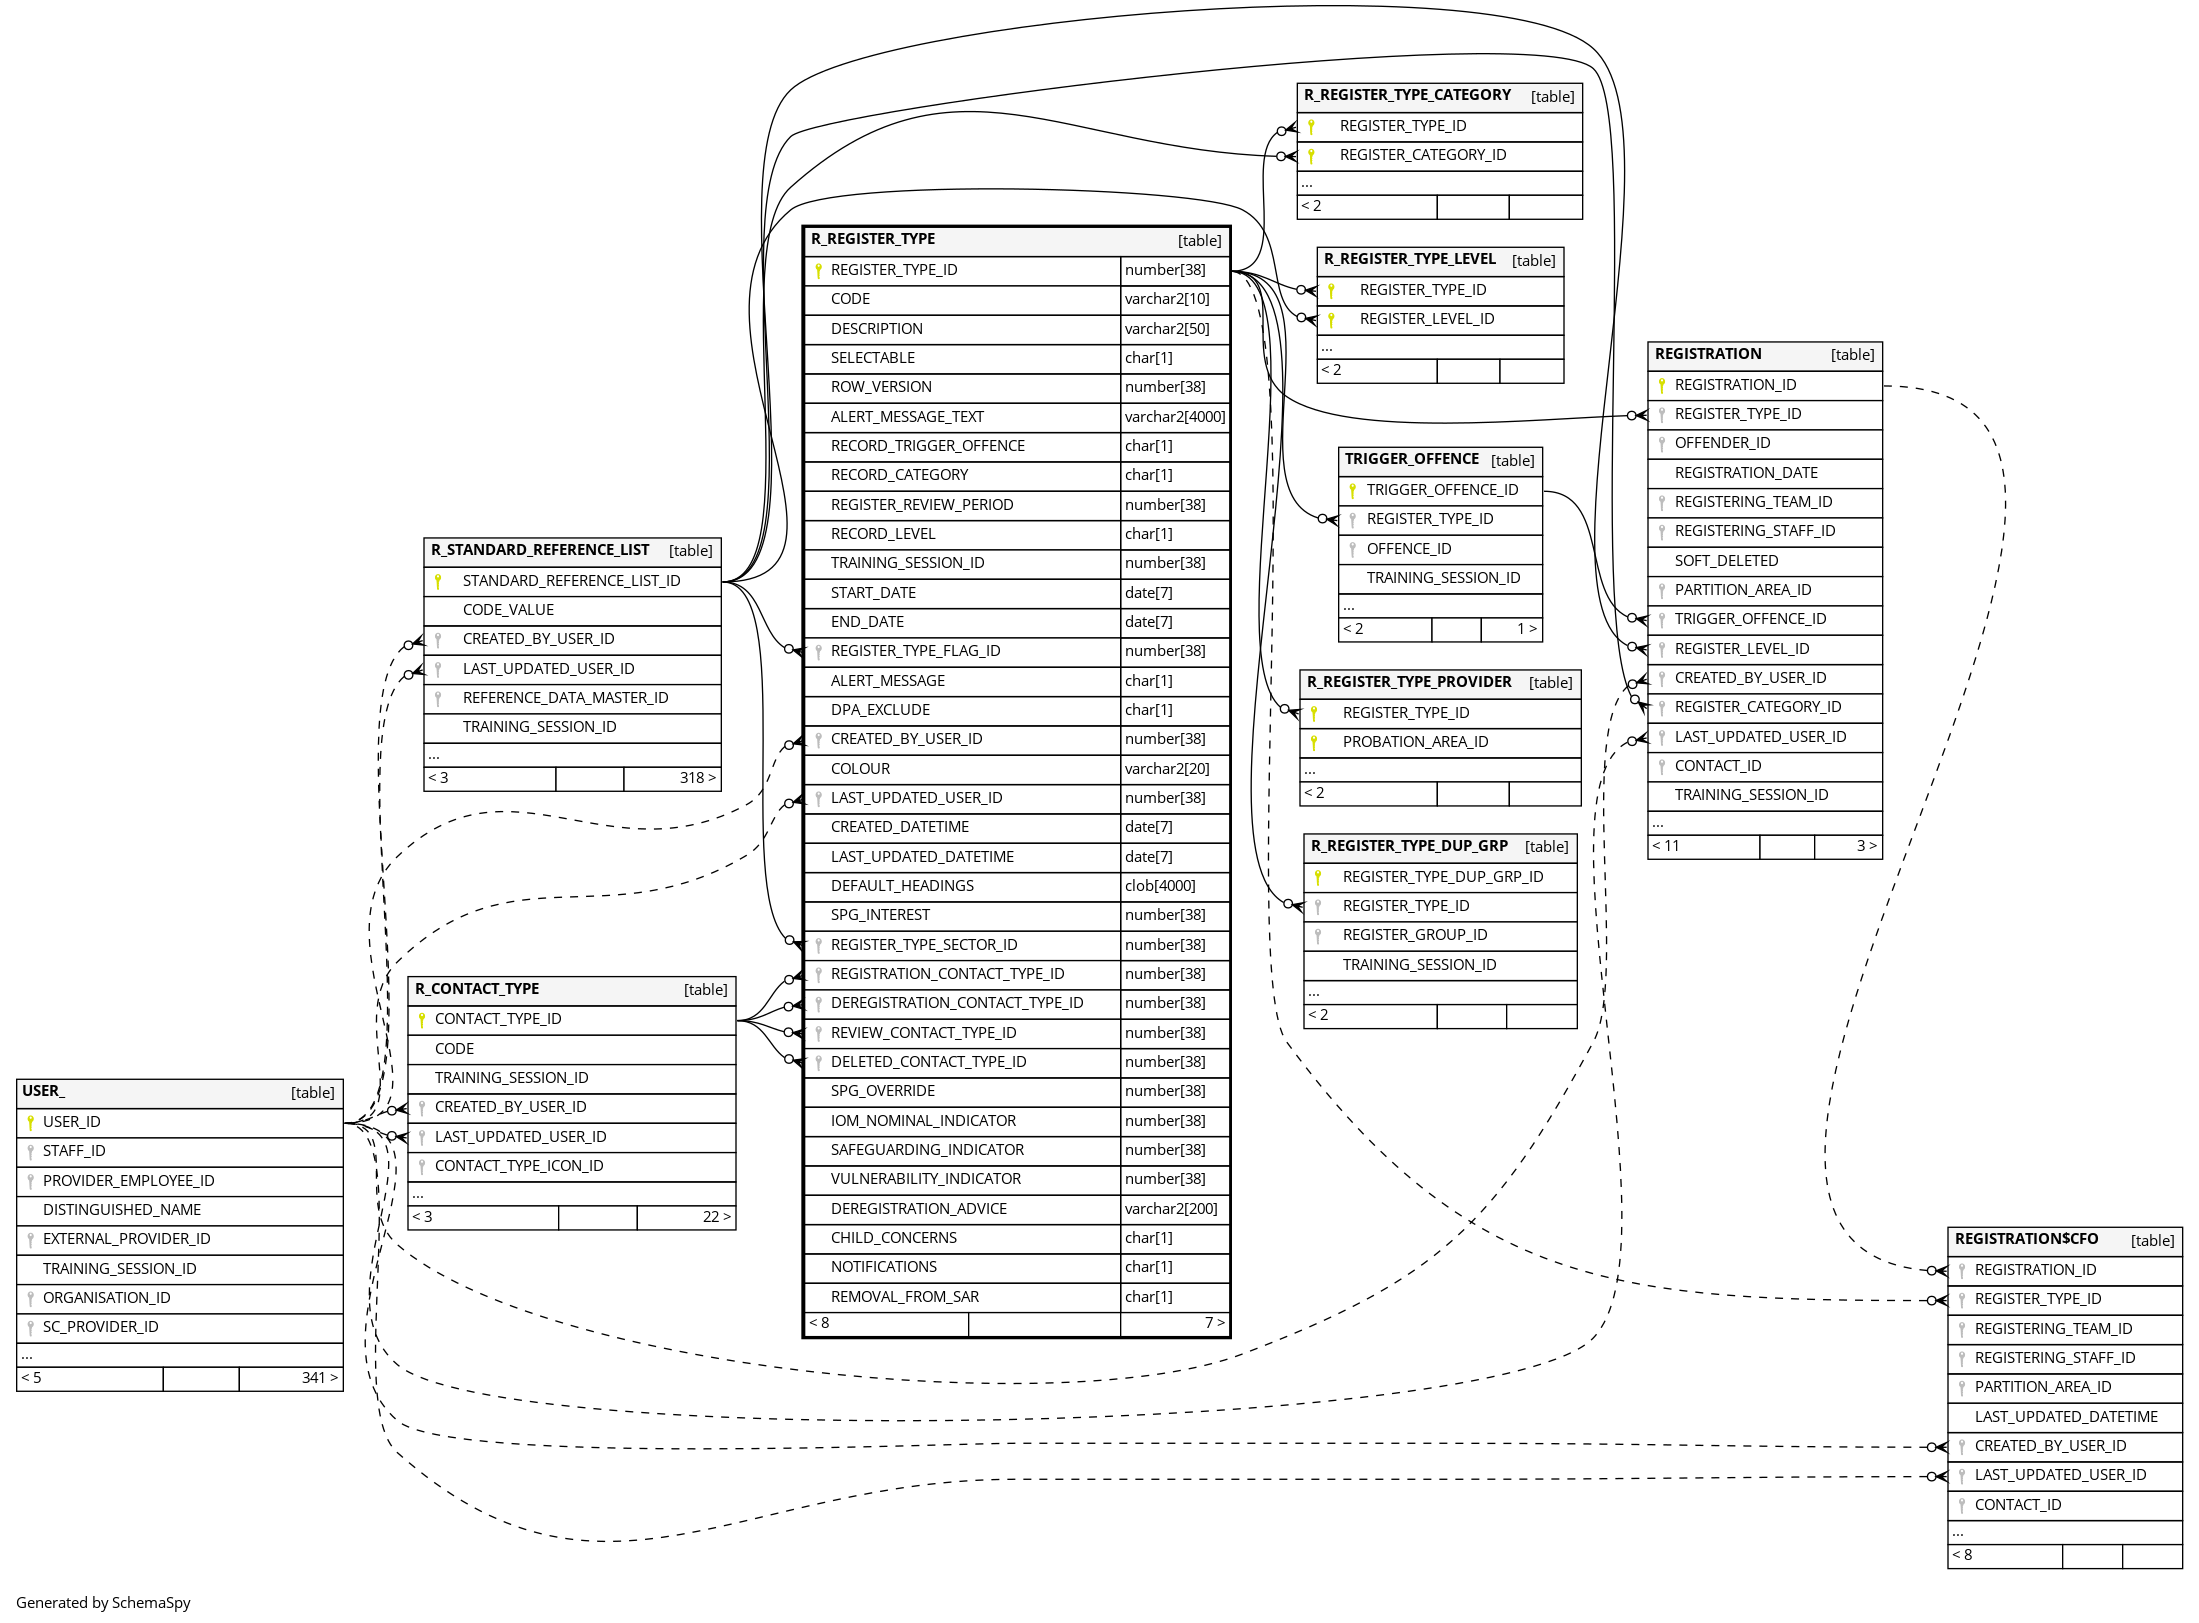 R_REGISTER_TYPE_CATEGORY [table]
REGISTER_TYPE_ID
REGISTER_CATEGORY_ID
...
< 2
R_REGISTER_TYPE [table]
REGISTER_TYPE_ID number[38]
CODE varchar2[10]
DESCRIPTION varchar2[50]
SELECTABLE char[1]
ROW_VERSION number[38]
ALERT_MESSAGE_TEXT varchar2[4000]
RECORD_TRIGGER_OFFENCE char[1]
RECORD_CATEGORY char[1]
REGISTER_REVIEW_PERIOD number[38]
RECORD_LEVEL char[1]
TRAINING_SESSION_ID number[38]
START_DATE date[7]
END_DATE date[7]
REGISTER_TYPE_FLAG_ID number[38]
ALERT_MESSAGE char[1]
DPA_EXCLUDE char[1]
CREATED_BY_USER_ID number[38]
COLOUR varchar2[20]
LAST_UPDATED_USER_ID number[38]
CREATED_DATETIME date[7]
LAST_UPDATED_DATETIME date[7]
DEFAULT_HEADINGS clob[4000]
SPG_INTEREST number[38]
REGISTER_TYPE_SECTOR_ID number[38]
REGISTRATION_CONTACT_TYPE_ID number[38]
DEREGISTRATION_CONTACT_TYPE_ID number[38]
REVIEW_CONTACT_TYPE_ID number[38]
DELETED_CONTACT_TYPE_ID number[38]
SPG_OVERRIDE number[38]
IOM_NOMINAL_INDICATOR number[38]
SAFEGUARDING_INDICATOR number[38]
VULNERABILITY_INDICATOR number[38]
DEREGISTRATION_ADVICE varchar2[200]
CHILD_CONCERNS char[1]
NOTIFICATIONS char[1]
REMOVAL_FROM_SAR char[1]
< 8 7 >
R_REGISTER_TYPE_LEVEL [table]
REGISTER_TYPE_ID
REGISTER_LEVEL_ID
...
< 2
REGISTRATION [table]
REGISTRATION_ID
REGISTER_TYPE_ID
OFFENDER_ID
REGISTRATION_DATE
REGISTERING_TEAM_ID
REGISTERING_STAFF_ID
SOFT_DELETED
PARTITION_AREA_ID
TRIGGER_OFFENCE_ID
REGISTER_LEVEL_ID
CREATED_BY_USER_ID
REGISTER_CATEGORY_ID
LAST_UPDATED_USER_ID
CONTACT_ID
TRAINING_SESSION_ID
...
< 11 3 >
TRIGGER_OFFENCE [table]
TRIGGER_OFFENCE_ID
REGISTER_TYPE_ID
OFFENCE_ID
TRAINING_SESSION_ID
...
< 2 1 >
R_STANDARD_REFERENCE_LIST [table]
STANDARD_REFERENCE_LIST_ID
CODE_VALUE
CREATED_BY_USER_ID
LAST_UPDATED_USER_ID
REFERENCE_DATA_MASTER_ID
TRAINING_SESSION_ID
...
< 3 318 >
R_REGISTER_TYPE_PROVIDER [table]
REGISTER_TYPE_ID
PROBATION_AREA_ID
...
< 2
R_REGISTER_TYPE_DUP_GRP [table]
REGISTER_TYPE_DUP_GRP_ID
REGISTER_TYPE_ID
REGISTER_GROUP_ID
TRAINING_SESSION_ID
...
< 2
R_CONTACT_TYPE [table]
CONTACT_TYPE_ID
CODE
TRAINING_SESSION_ID
CREATED_BY_USER_ID
LAST_UPDATED_USER_ID
CONTACT_TYPE_ICON_ID
...
< 3 22 >
USER_ [table]
USER_ID
STAFF_ID
PROVIDER_EMPLOYEE_ID
DISTINGUISHED_NAME
EXTERNAL_PROVIDER_ID
TRAINING_SESSION_ID
ORGANISATION_ID
SC_PROVIDER_ID
...
< 5 341 >
REGISTRATION$CFO [table]
REGISTRATION_ID
REGISTER_TYPE_ID
REGISTERING_TEAM_ID
REGISTERING_STAFF_ID
PARTITION_AREA_ID
LAST_UPDATED_DATETIME
CREATED_BY_USER_ID
LAST_UPDATED_USER_ID
CONTACT_ID
...
< 8
Generated by SchemaSpy